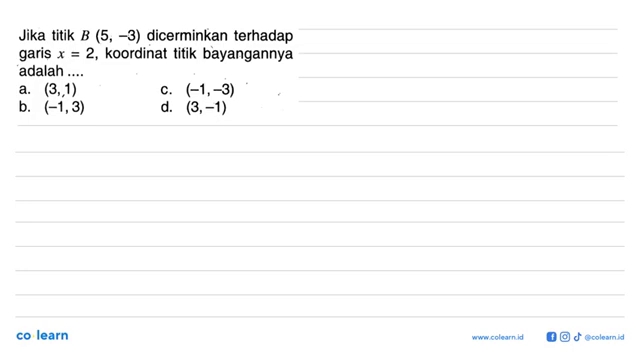 Jika titik B (5, –3) dicerminkan terhadap
garis x = 2, koordinat titik bayangannya
adalah ....
a. (3, 1) c. (–1, –3)
b. (–1, 3) d. (3, –1)
co learn
www.colearn.id @colearn.id